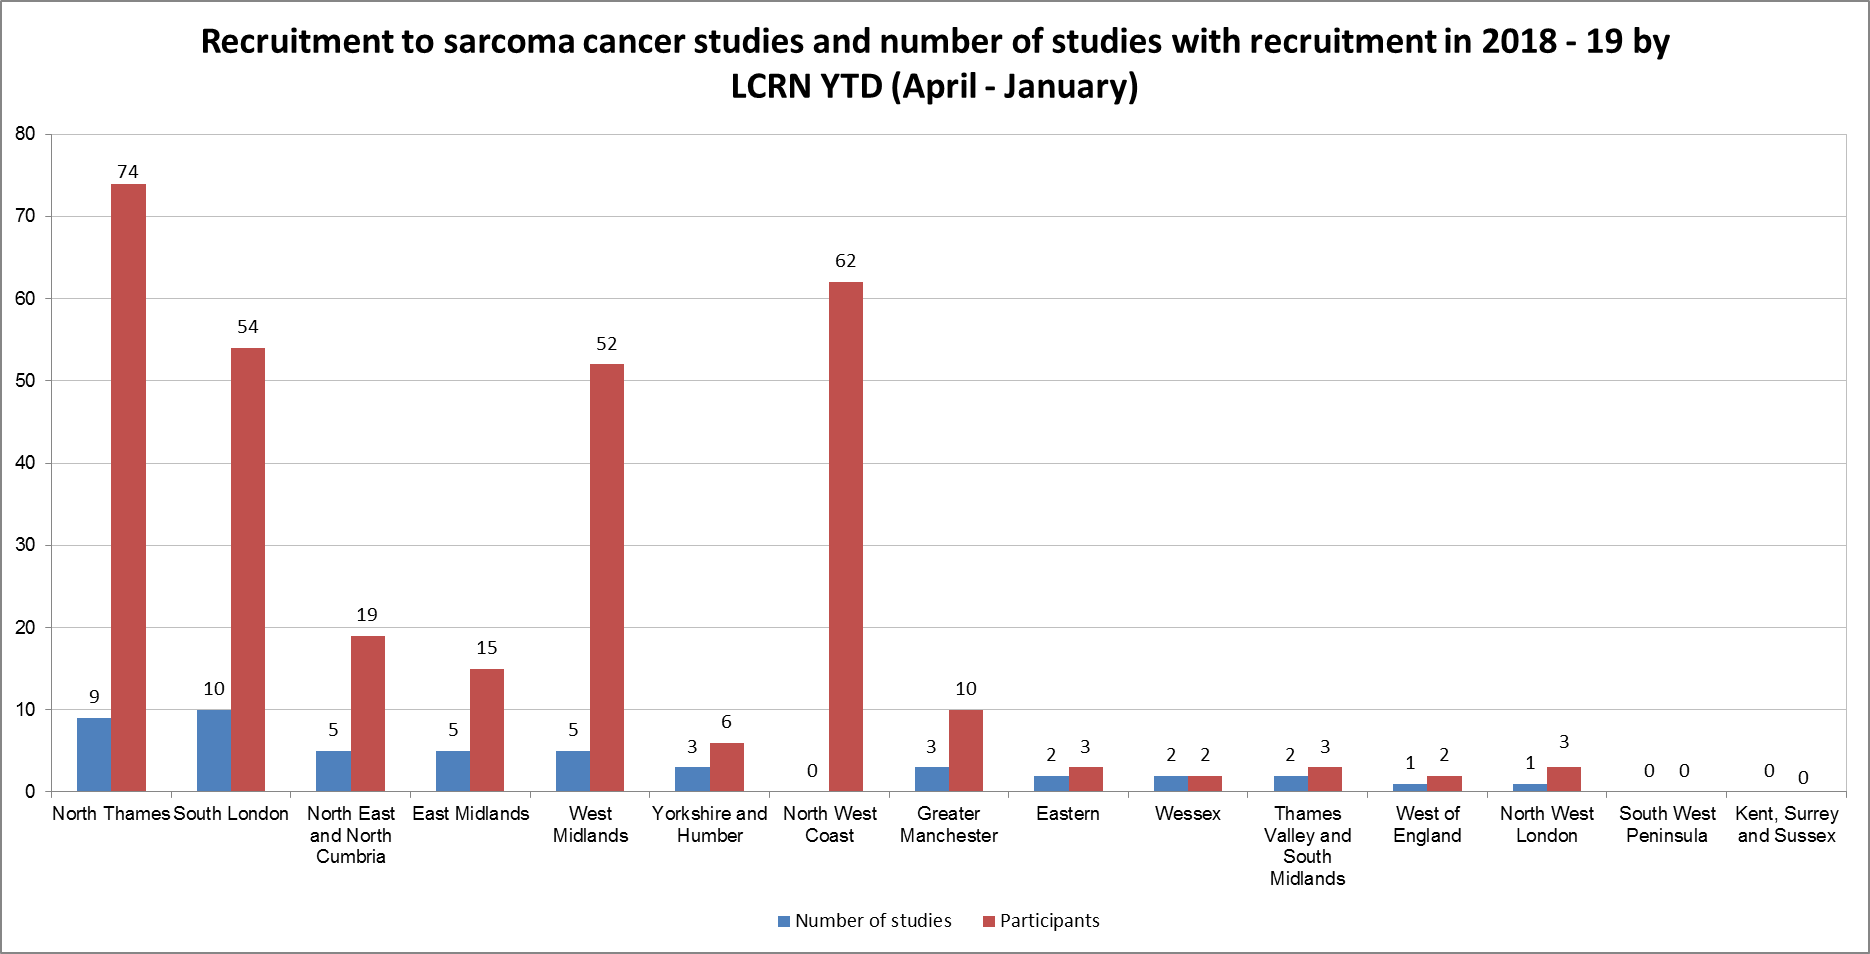 Recruitment to sarcoma cancer studies and number of studies with recruitment in 2018 - 19 by
LCRN YTD (April - January)
80
70
60
50
40
30
20
10
0
9
74
10
54
5
19
5
15
5
52
3
6
0
62
3
10
2
3
2
2
2
3
1
2
1
3
0
0
0
0
North Thames
South London
North East
and North
Cumbria
East Midlands
West
Midlands
Yorkshire and
Humber
North West
Coast
Greater
Manchester
Eastern
Wessex
Thames
Valley and
South
Midlands
West of
England
North West
London
South West
Peninsula
Kent, Surrey
and Sussex
Number of studies
Participants